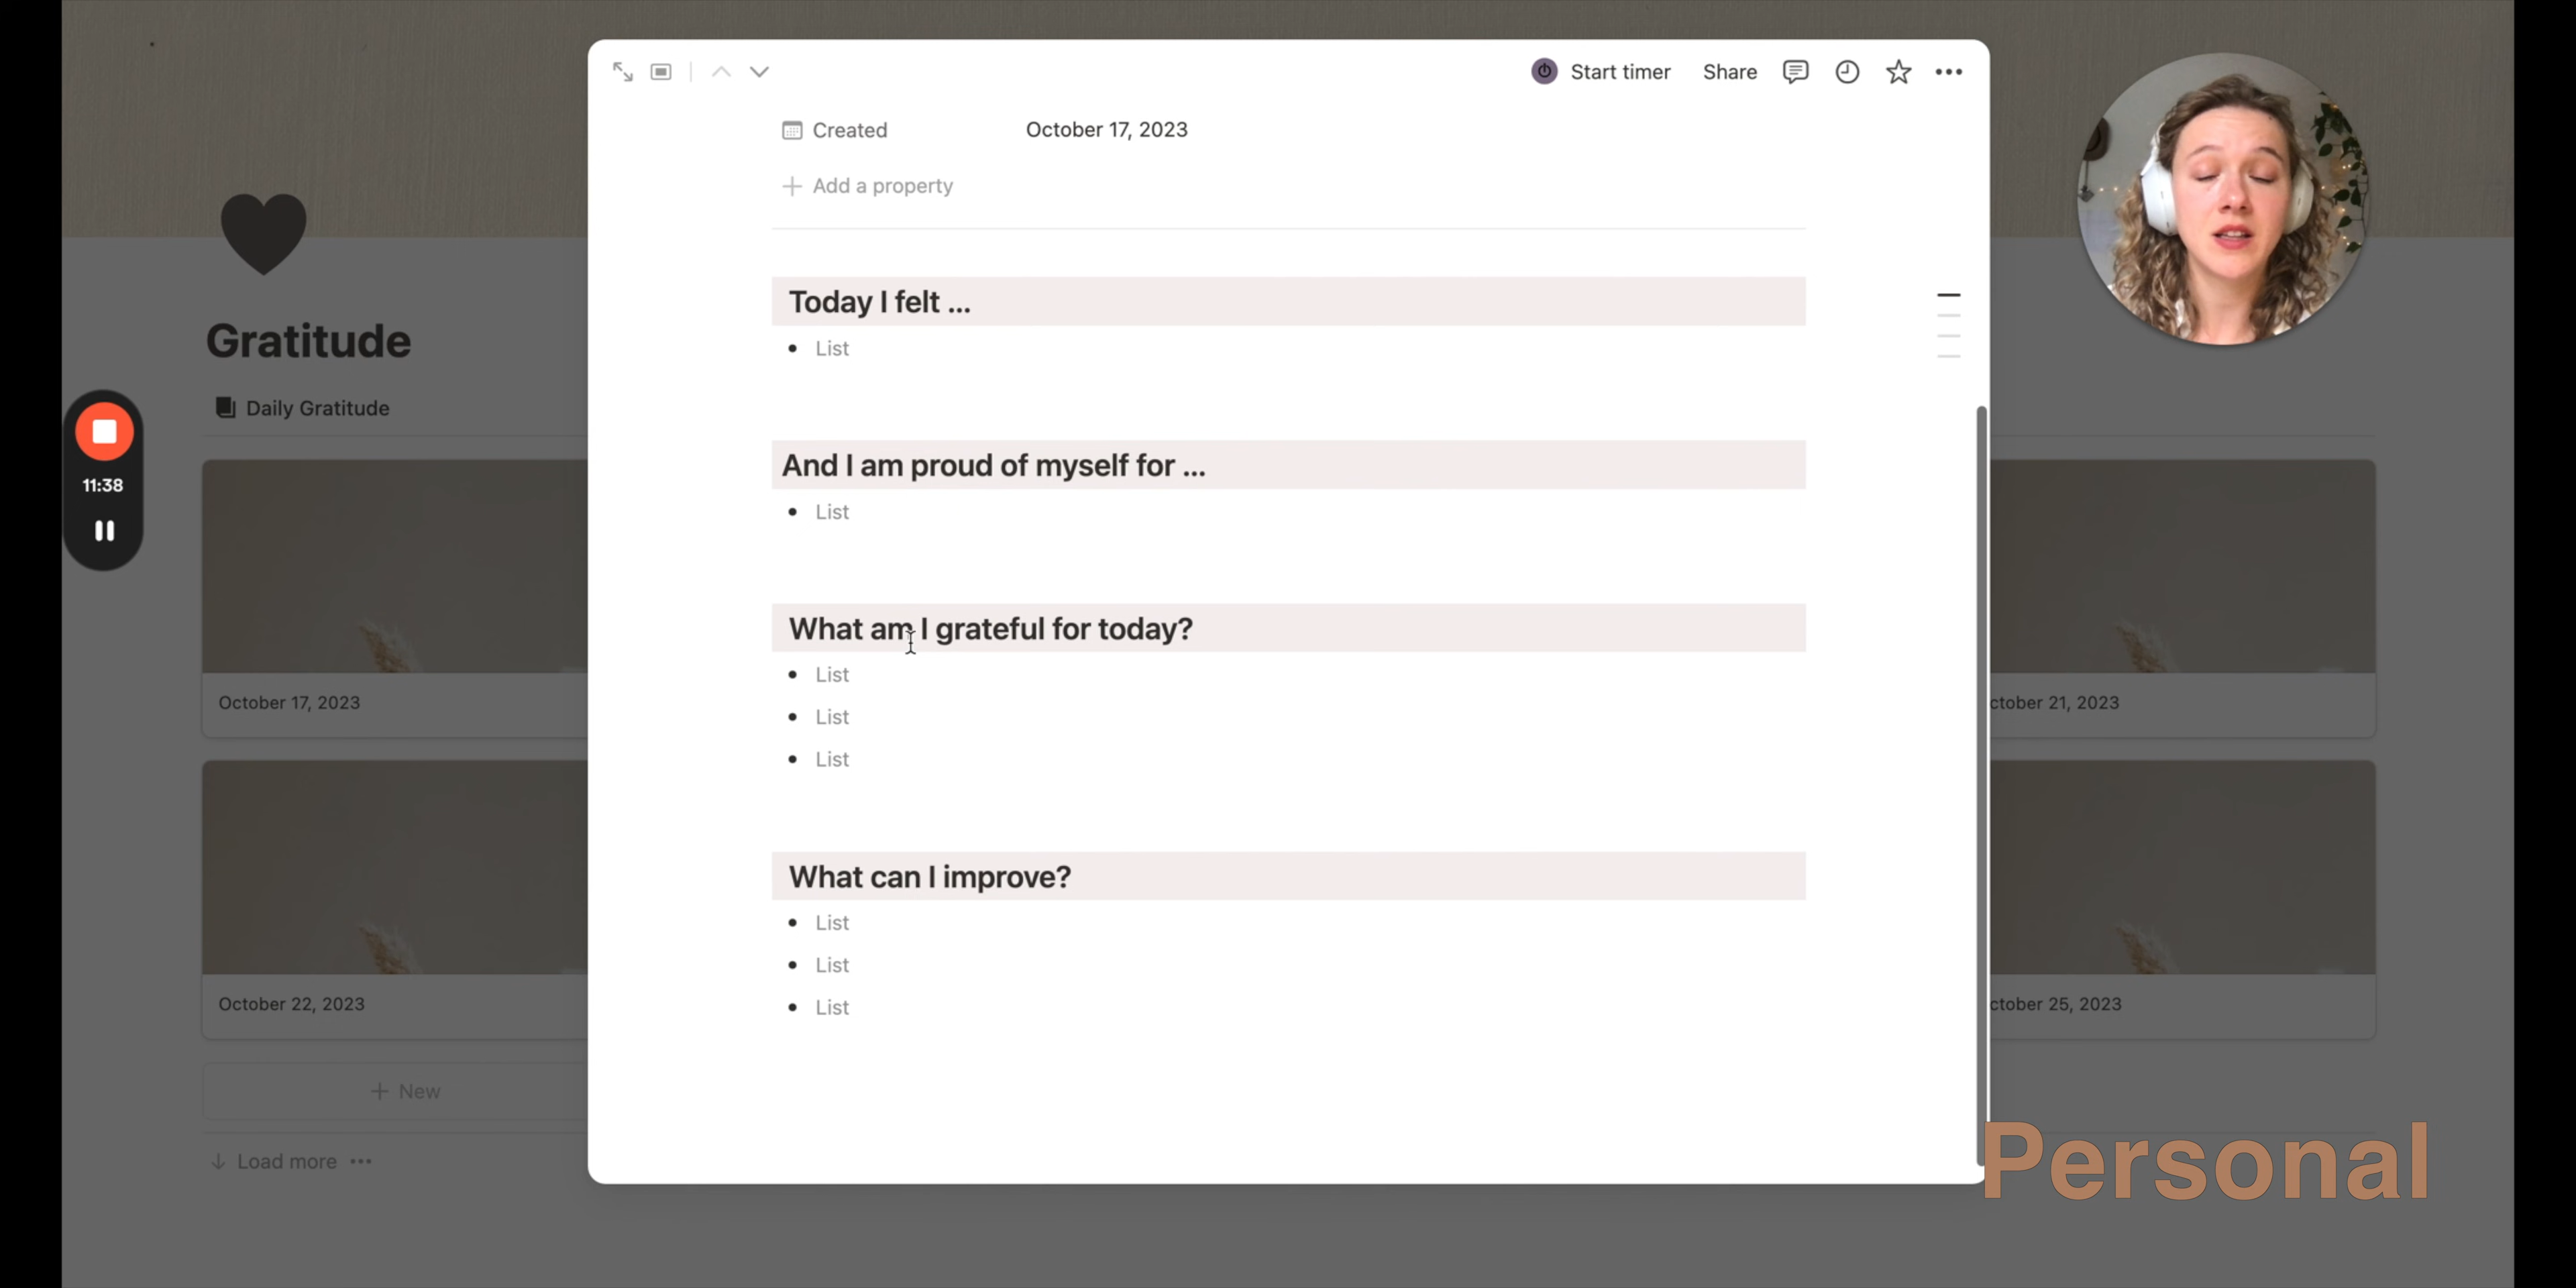 Start timer Share
Created October 17, 2023
Add a property
Today I felt ...
List
And I am proud of myself for ...
List
What am I grateful for today?
List
List
List
What can I improve?
List
List
List
Gratitude
Daily Gratitude
11:38
October 17, 2023
October 22, 2023
New
Load more
ctober 21, 2023
ctober 25, 2023
Personal